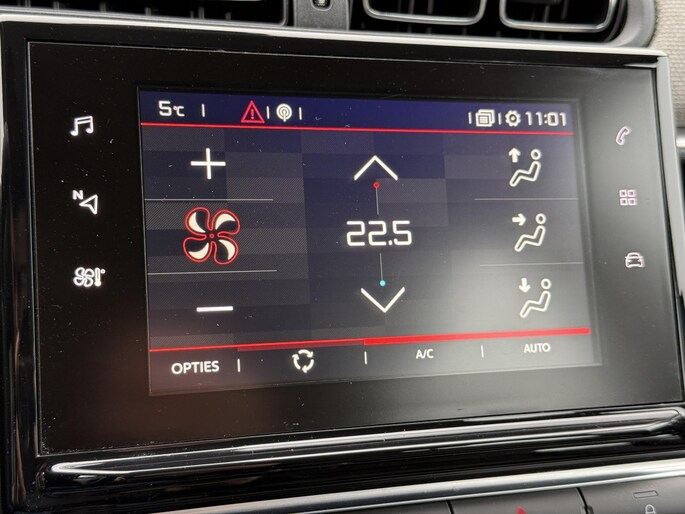 5°C 11:01
N
22.5
OPTIES A/C AUTO